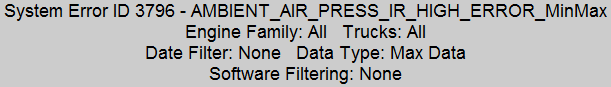 System Error ID 3796 - AMBIENT_AIR_PRESS_IR_HIGH_ERROR_MinMax
Engine Family: All   Trucks: All
Date Filter: None   Data Type: Max Data
Software Filtering: None